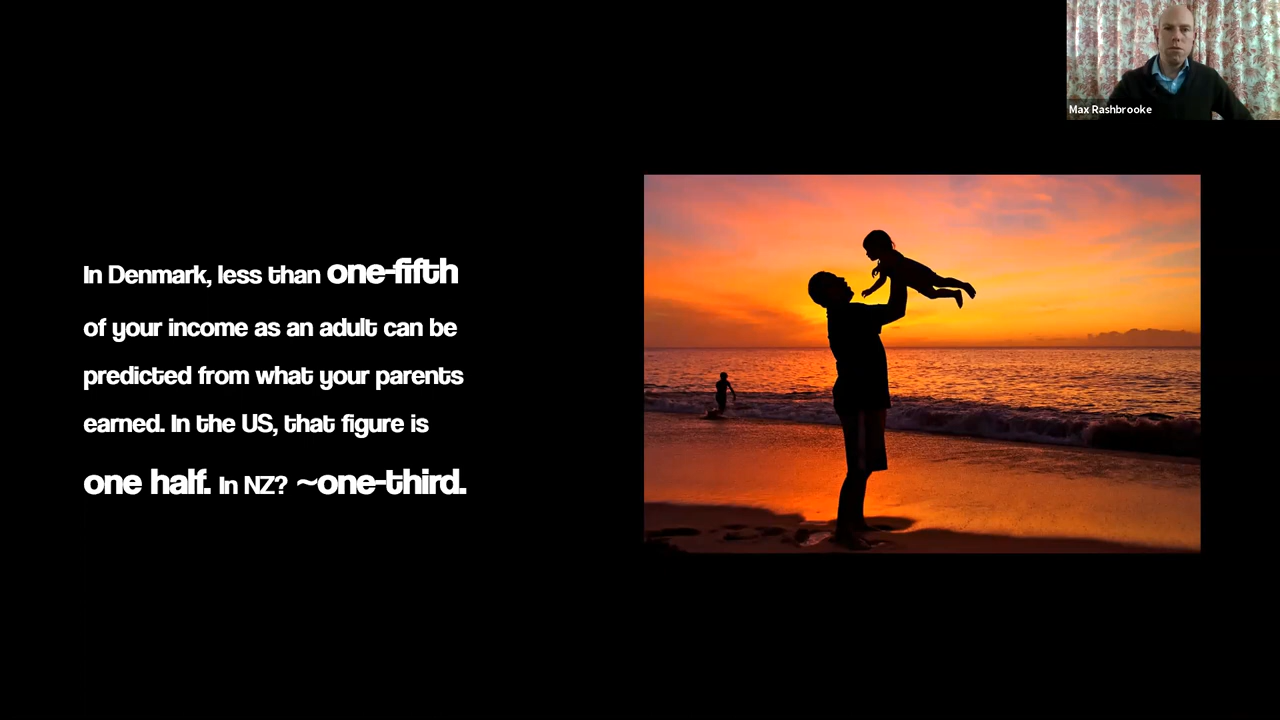 Max Rashbrooke
In Denmark, less than one-fifth
of your income as an adult can be
predicted from what your parents
earned. In the US, that figure is
one half. In NZ? ~one-third.